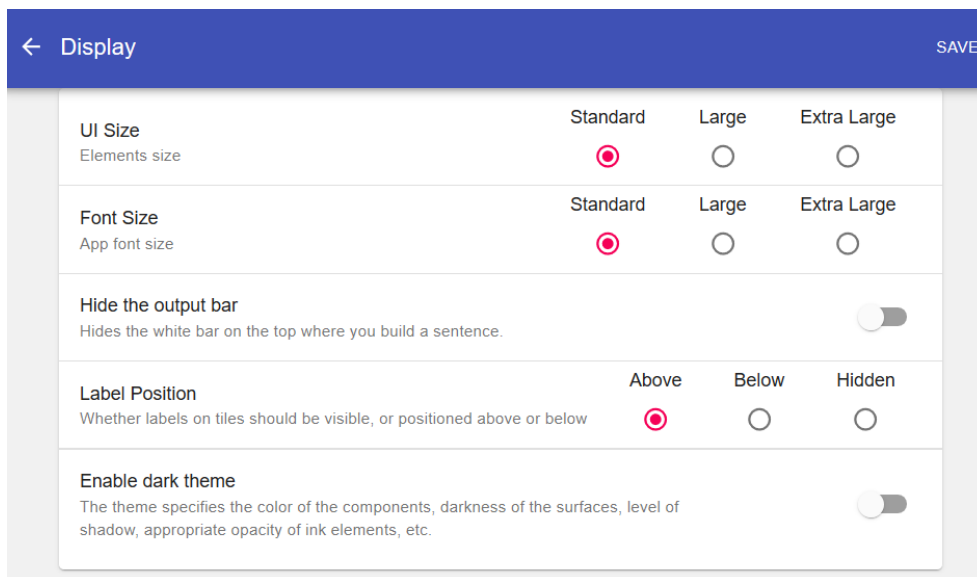 Display
SAVE
Standard Large Extra Large
UI Size
Elements size
Standard Large Extra Large
Font Size
App font size
Hide the output bar
Hides the white bar on the top where you build a sentence.
Above Below Hidden
Label Position
Whether labels on tiles should be visible, or positioned above or below
Enable dark theme
The theme specifies the color of the components, darkness of the surfaces, level of
shadow, appropriate opacity of ink elements, etc.